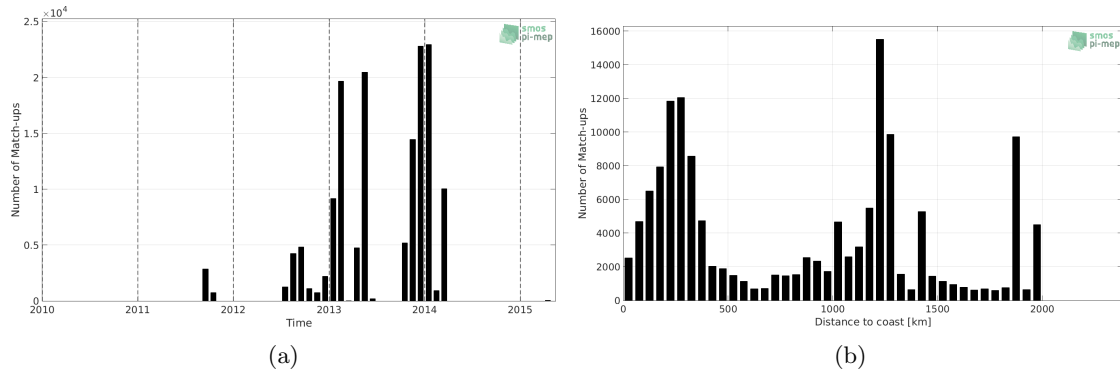 ×10⁴
2.5
2
1.5
1
0.5
0
Number of Match-ups
2010 2011 2012 2013 2014 2015
Time
smos
pi-mep
(a)
16000
14000
12000
10000
8000
6000
4000
2000
0
Number of Match-ups
0 500 1000 1500 2000
Distance to coast [km]
smos
pi-mep
(b)